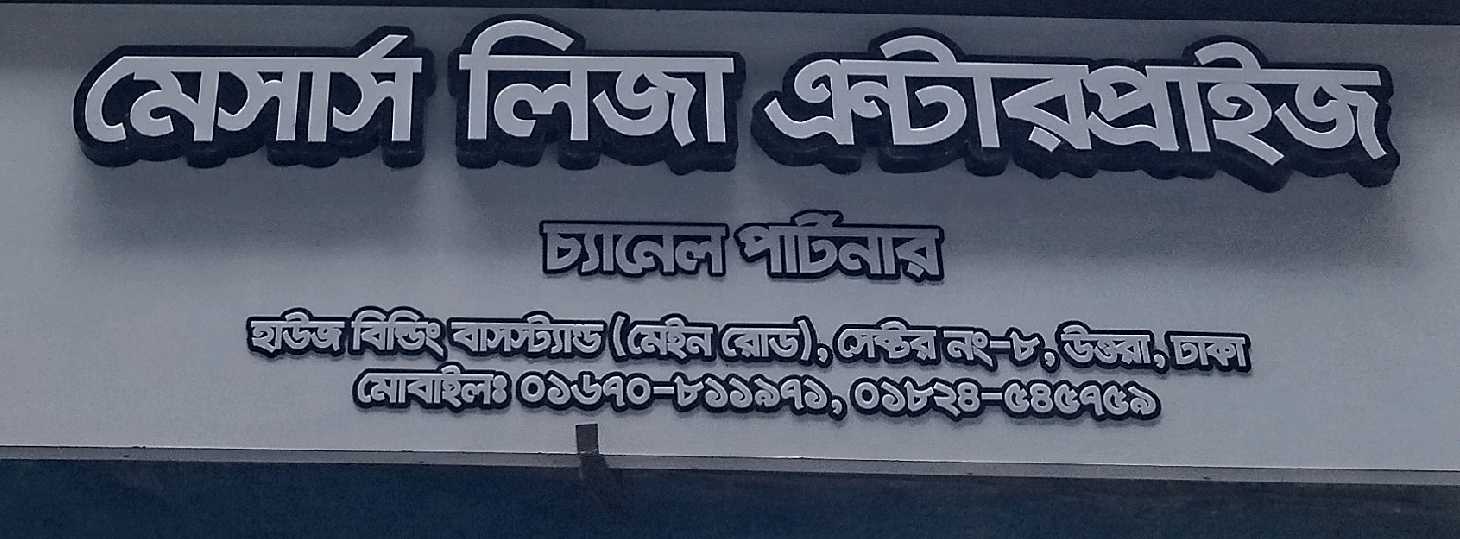 মেসার্স লিজা এন্টারপ্রাইজ
চ্যানেল পার্টনার
হাউজ বিল্ডিং বাসস্ট্যান্ড (মেইন রোড), সেক্টর নং-৮, উত্তরা, ঢাকা
মোবাইলঃ ০১৬৭০-৮১১৯৭১, ০১৮২৪-৫৪৫৭৫৯